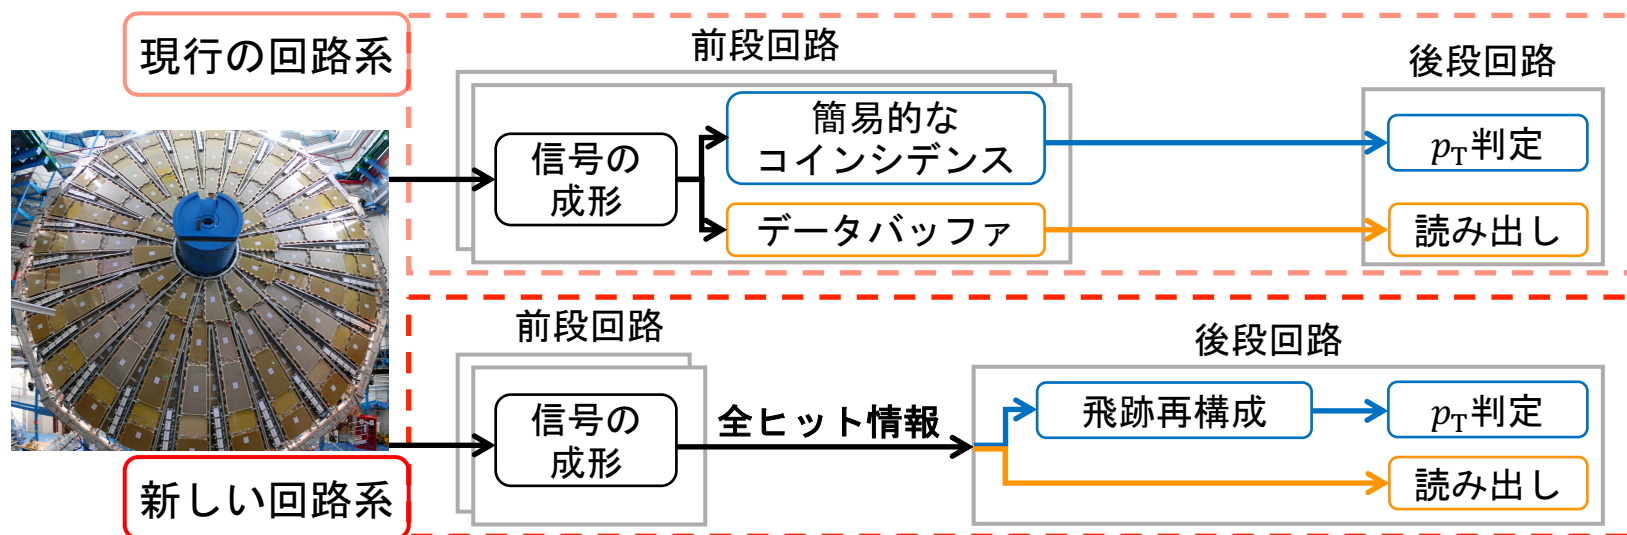 現行の回路系
前段回路
後段回路
信号の
成形
簡易的な
コインシデンス
データバッファ
pT判定
読み出し
新しい回路系
前段回路
後段回路
信号の
成形
全ヒット情報
飛跡再構成
pT判定
読み出し